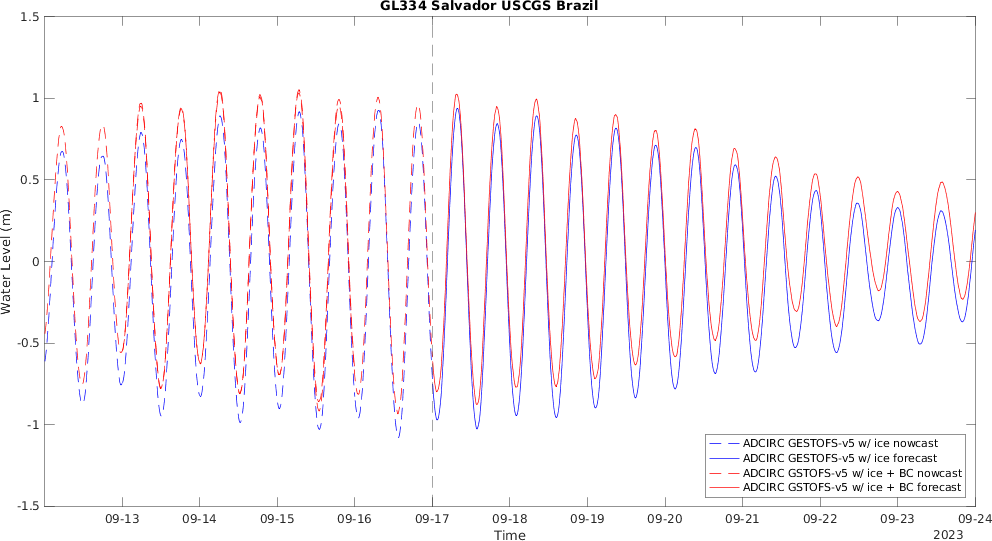 GL334 Salvador USCGS Brazil
1.5
1
0.5
0
-0.5
-1
-1.5
Water Level (m)
ADCIRC GESTOFS-v5 w/ ice nowcast
ADCIRC GESTOFS-v5 w/ ice forecast
ADCIRC GSTOFS-v5 w/ ice + BC nowcast
ADCIRC GSTOFS-v5 w/ ice + BC forecast
09-13 09-14 09-15 09-16 09-17 09-18 09-19 09-20 09-21 09-22 09-23 09-24
Time
2023